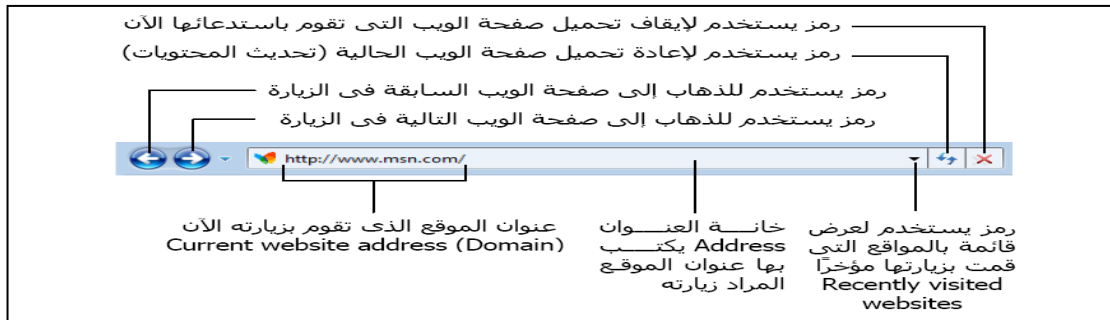 رمز يستخدم لإيقاف تحميل صفحة الويب التى تقوم باستدعائها الآن
رمز يستخدم لإعادة تحميل صفحة الويب الحالية (تحديث المحتويات)
رمز يستخدم للذهاب إلى صفحة الويب السابقة فى الزيارة
رمز يستخدم للذهاب إلى صفحة الويب التالية فى الزيارة
http://www.msn.com/
رمز يستخدم لعرض
قائمة بالمواقع التى
قمت بزيارتها مؤخرًا
Recently visited
websites
خانـــة العنـــوان
Address يكتـــب
بها عنوان الموقع
المراد زيارته
عنوان الموقع الذى تقوم بزيارته الآن
Current website address (Domain)